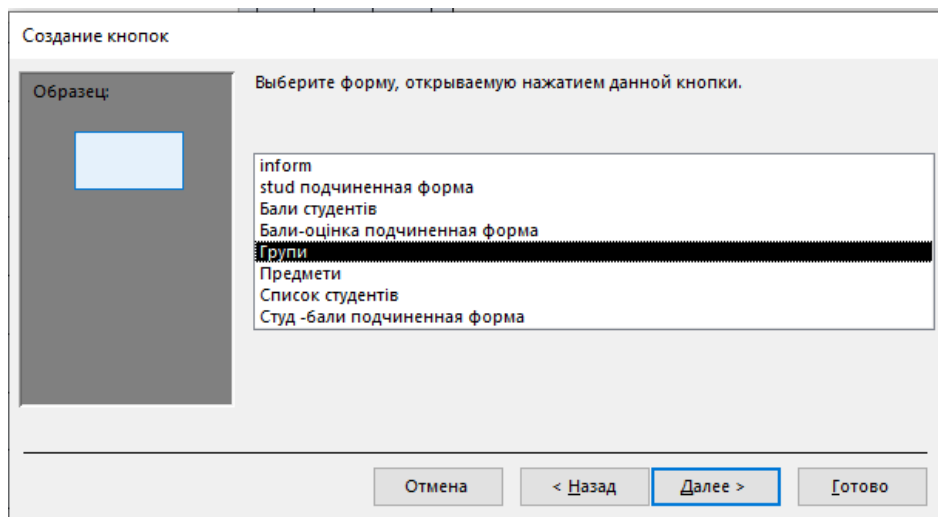 Создание кнопок
Образец:
Выберите форму, открываемую нажатием данной кнопки.
inform
stud подчиненная форма
Бали студентів
Бали-оцінка подчиненная форма
Групи
Предмети
Список студентів
Студ -бали подчиненная форма
Отмена
< Назад
Далее >
Готово